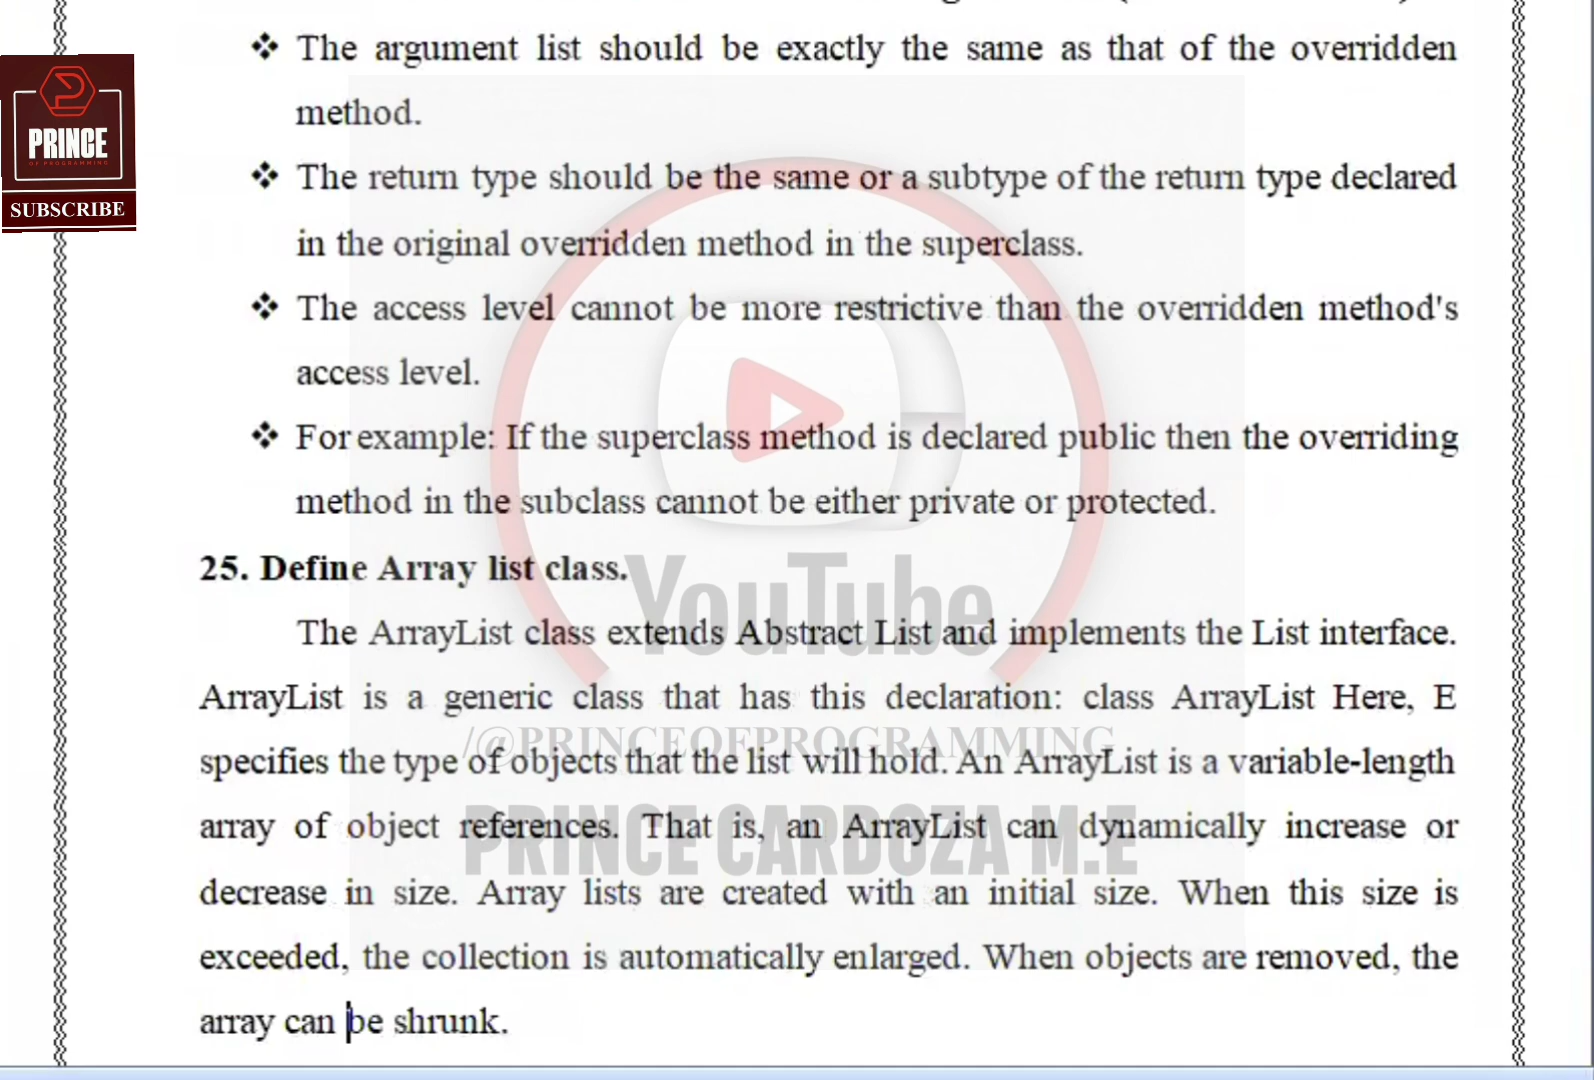 ❖ The argument list should be exactly the same as that of the overridden
method.
❖ The return type should be the same or a subtype of the return type declared
in the original overridden method in the superclass.
❖ The access level cannot be more restrictive than the overridden method's
access level.
❖ For example: If the superclass method is declared public then the overriding
method in the subclass cannot be either private or protected.
25. Define Array list class.
The ArrayList class extends Abstract List and implements the List interface.
ArrayList is a generic class that has this declaration: class ArrayList Here, E
specifies the type of objects that the list will hold. An ArrayList is a variable-length
array of object references. That is, an ArrayList can dynamically increase or
decrease in size. Array lists are created with an initial size. When this size is
exceeded, the collection is automatically enlarged. When objects are removed, the
array can be shrunk.
PRINCE
OF PROGRAMMING
SUBSCRIBE
YouTube
/@PRINCEOFPROGRAMMING
PRINCE CARDOZA M.E